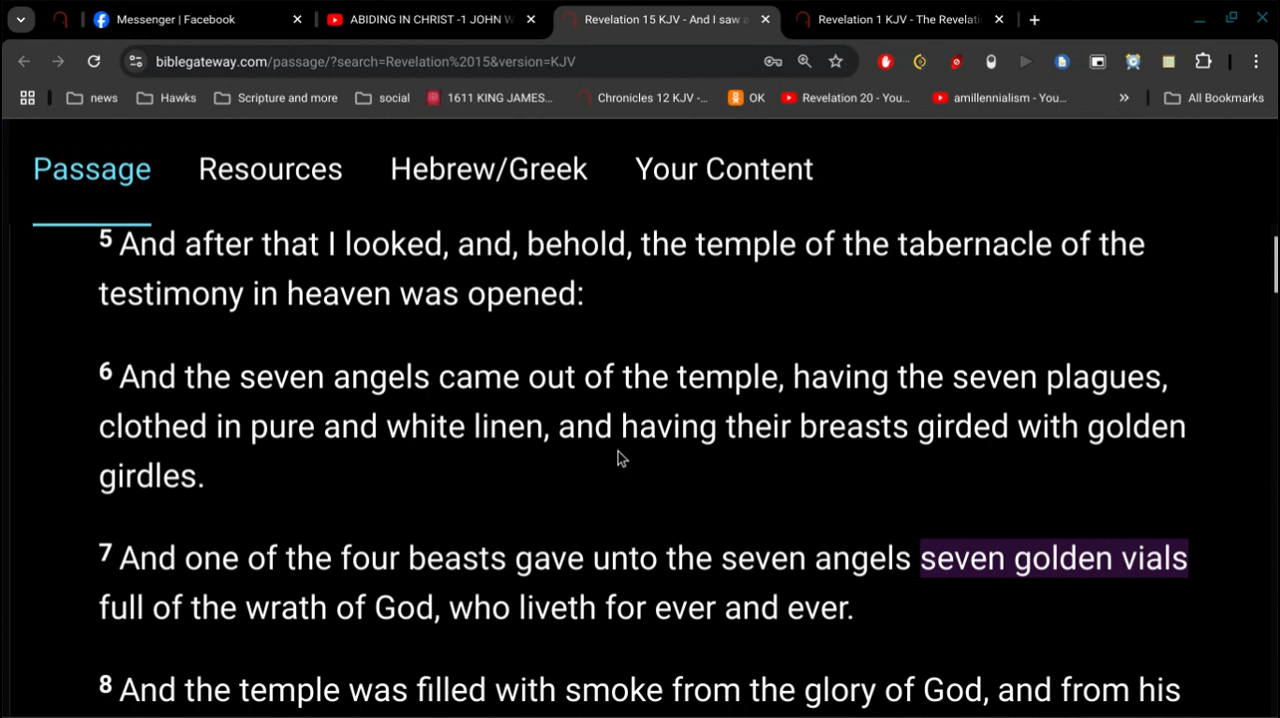 Messenger | Facebook
ABIDING IN CHRIST -1 JOHN W
Revelation 15 KJV - And I saw a
Revelation 1 KJV - The Revelati
biblegateway.com/passage/?search=Revelation%2015&version=KJV
news
Hawks
Scripture and more
social
1611 KING JAMES...
Chronicles 12 KJV -...
OK
Revelation 20 - You...
amillennialism - You...
All Bookmarks
Passage
Resources
Hebrew/Greek
Your Content
5 And after that I looked, and, behold, the temple of the tabernacle of the
testimony in heaven was opened:
6 And the seven angels came out of the temple, having the seven plagues,
clothed in pure and white linen, and having their breasts girded with golden
girdles.
7 And one of the four beasts gave unto the seven angels seven golden vials
full of the wrath of God, who liveth for ever and ever.
8 And the temple was filled with smoke from the glory of God, and from his